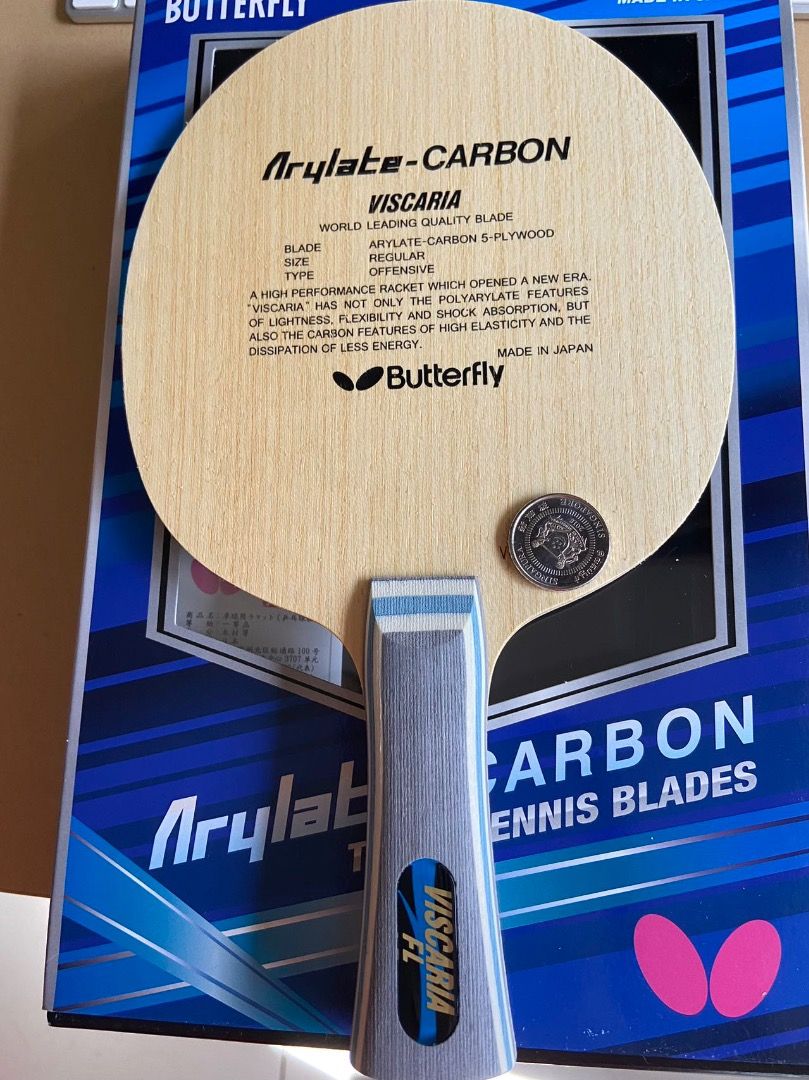 BUTTERFLY
MADE IN
Arylate-CARBON
VISCARIA
WORLD LEADING QUALITY BLADE
BLADE ARYLATE-CARBON 5-PLYWOOD
SIZE REGULAR
TYPE OFFENSIVE
A HIGH PERFORMANCE RACKET WHICH OPENED A NEW ERA.
"VISCARIA" HAS NOT ONLY THE POLYARYLATE FEATURES
OF LIGHTNESS, FLEXIBILITY AND SHOCK ABSORPTION, BUT
ALSO THE CARBON FEATURES OF HIGH ELASTICITY AND THE
DISSIPATION OF LESS ENERGY.
MADE IN JAPAN
Butterfly
SINGAPORE
SINGAPURA
CARBON
Arylate
ENNIS BLADES
VISCARIA
FL